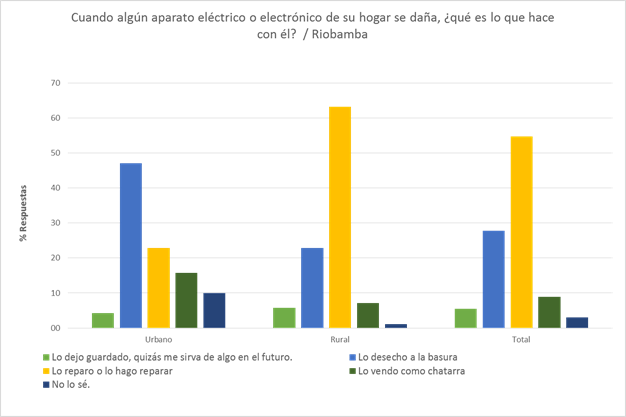 Cuando algún aparato eléctrico o electrónico de su hogar se daña, ¿qué es lo que hace
con él? / Riobamba
70
60
50
40
30
20
10
00
% Respuestas
Urbano Rural Total
Lo dejo guardado, quizás me sirva de algo en el futuro. Lo desecho a la basura
Lo reparo o lo hago reparar Lo vendo como chatarra
No lo sé.